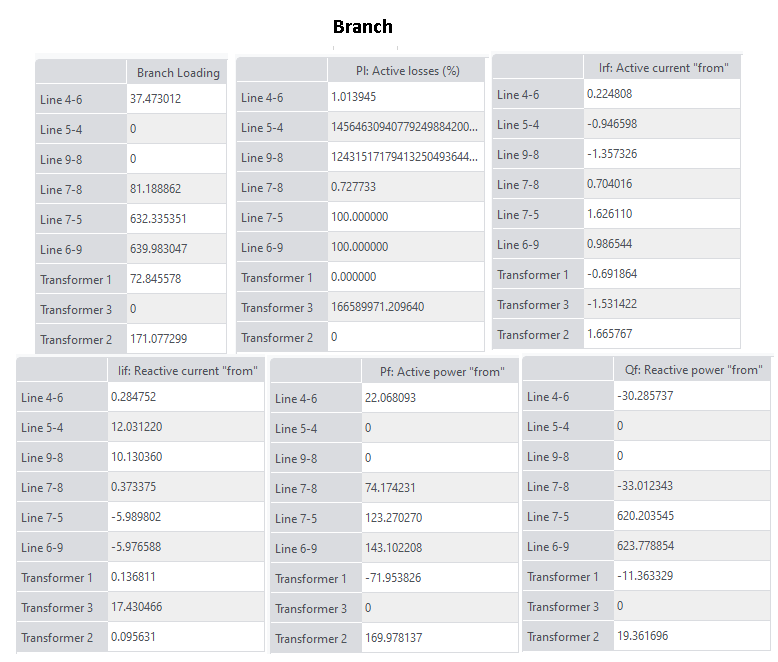 Branch
Branch Loading
Line 4-6 37.473012
Line 5-4 0
Line 9-8 0
Line 7-8 81.188862
Line 7-5 632.335351
Line 6-9 639.983047
Transformer 1 72.845578
Transformer 3 0
Transformer 2 171.077299
Pl: Active losses (%)
Line 4-6 1.013945
Line 5-4 14564630940779249884200...
Line 9-8 12431517179413250493644...
Line 7-8 0.727733
Line 7-5 100.000000
Line 6-9 100.000000
Transformer 1 0.000000
Transformer 3 166589971.209640
Transformer 2 0
Irf: Active current "from"
Line 4-6 0.224808
Line 5-4 -0.946598
Line 9-8 -1.357326
Line 7-8 0.704016
Line 7-5 1.626110
Line 6-9 0.986544
Transformer 1 -0.691864
Transformer 3 -1.531422
Transformer 2 1.665767
Iif: Reactive current "from"
Line 4-6 0.284752
Line 5-4 12.031220
Line 9-8 10.130360
Line 7-8 0.373375
Line 7-5 -5.989802
Line 6-9 -5.976588
Transformer 1 0.136811
Transformer 3 17.430466
Transformer 2 0.095631
Pf: Active power "from"
Line 4-6 22.068093
Line 5-4 0
Line 9-8 0
Line 7-8 74.174231
Line 7-5 123.270270
Line 6-9 143.102208
Transformer 1 -71.953826
Transformer 3 0
Transformer 2 169.978137
Qf: Reactive power "from"
Line 4-6 -30.285737
Line 5-4 0
Line 9-8 0
Line 7-8 -33.012343
Line 7-5 620.203545
Line 6-9 623.778854
Transformer 1 -11.363329
Transformer 3 0
Transformer 2 19.361696